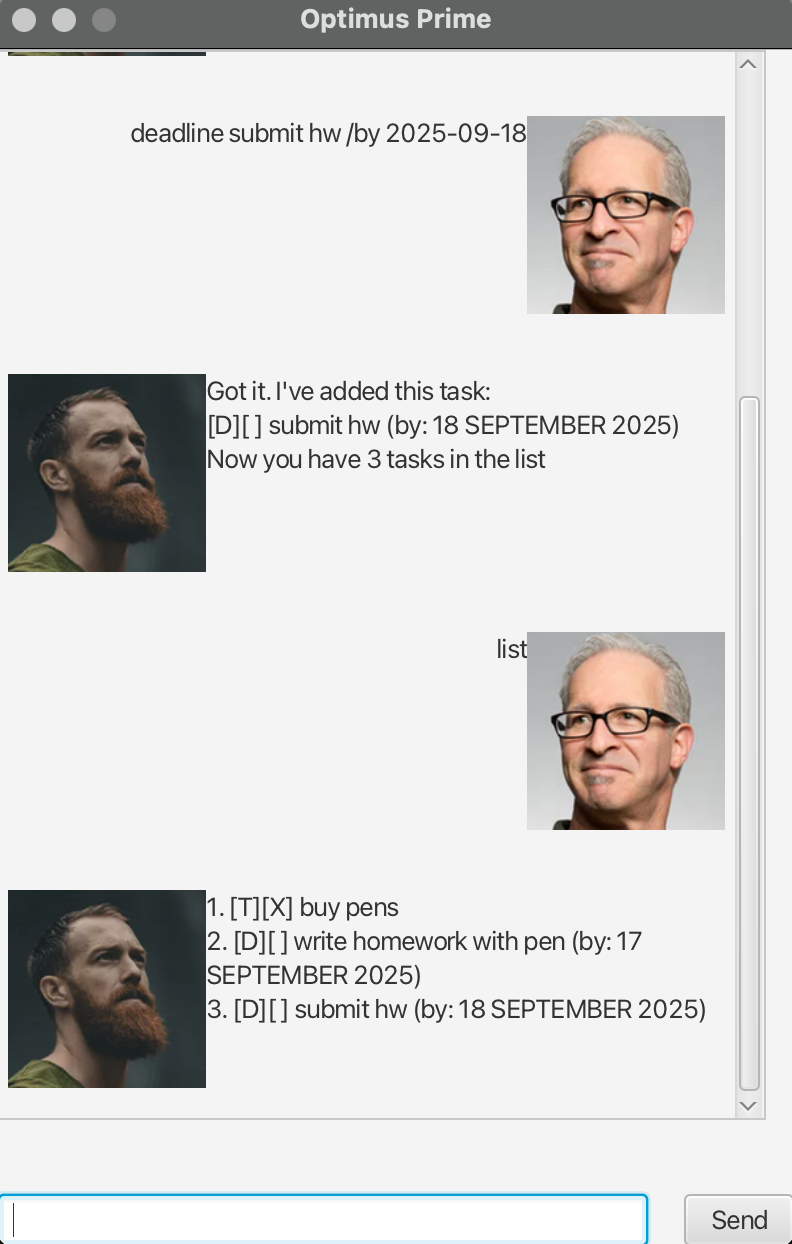 Optimus Prime
deadline submit hw /by 2025-09-18
Got it. I've added this task:
[D][ ] submit hw (by: 18 SEPTEMBER 2025)
Now you have 3 tasks in the list
list
1. [T][X] buy pens
2. [D][ ] write homework with pen (by: 17
SEPTEMBER 2025)
3. [D][ ] submit hw (by: 18 SEPTEMBER 2025)
Send